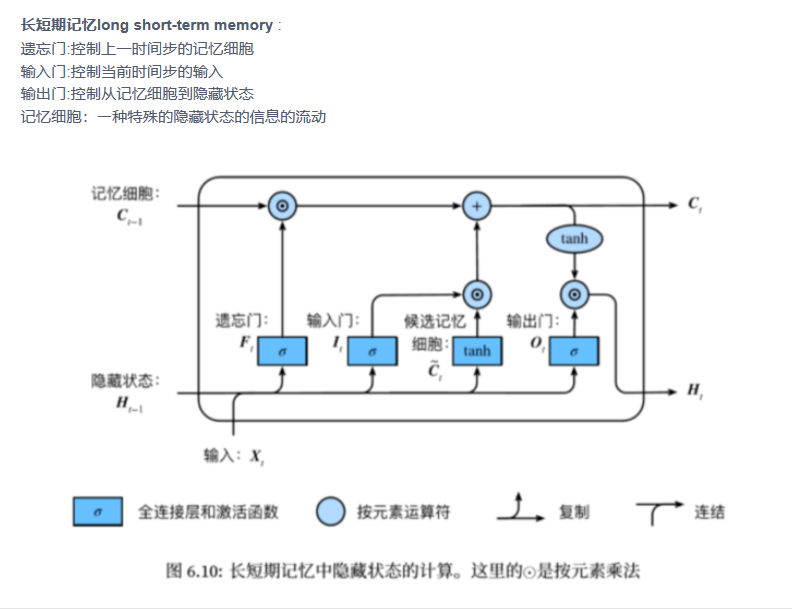 长短期记忆long short-term memory :
遗忘门:控制上一时间步的记忆细胞
输入门:控制当前时间步的输入
输出门:控制从记忆细胞到隐藏状态
记忆细胞：一种特殊的隐藏状态的信息的流动
记忆细胞：
C_{t-1}
C_t
tanh
遗忘门：
F_t
σ
输入门：
I_t
σ
候选记忆
细胞：
C̃_t
tanh
输出门：
O_t
σ
隐藏状态：
H_{t-1}
H_t
输入：X_t
σ 全连接层和激活函数
按元素运算符
复制
连结
图 6.10: 长短期记忆中隐藏状态的计算。这里的⊙是按元素乘法